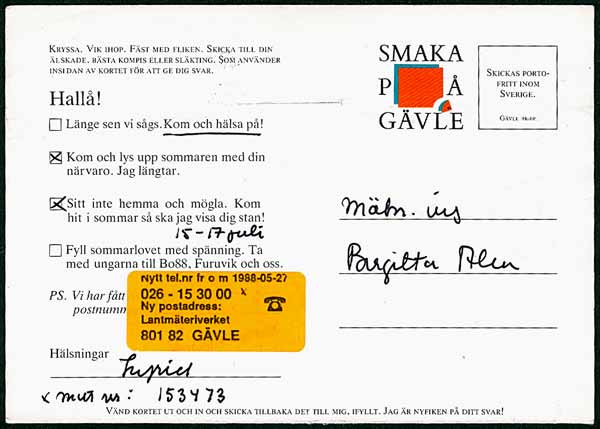 KRYSSA. VIK IHOP. FÄST MED FLIKEN. SKICKA TILL DIN
ÄLSKADE, BÄSTA KOMPIS ELLER SLÄKTING. SOM ANVÄNDER
INSIDAN AV KORTET FÖR ATT GE DIG SVAR.
Hallå!
Länge sen vi sågs. Kom och hälsa på!
Kom och lys upp sommaren med din
närvaro. Jag längtar.
Sitt inte hemma och mögla. Kom
hit i sommar så ska jag visa dig stan!
15-17 juli
Fyll sommarlovet med spänning. Ta
med ungarna till Bo88, Furuvik och oss.
PS. Vi har fått
postnumm
Nytt tel.nr fr o m 1988-05-27
026 - 15 30 00 x
Ny postadress:
Lantmäteriverket
801 82 GÄVLE
Hälsningar
x mitt nr: 153473
SMAKA
PÅ
GÄVLE
SKICKAS PORTO-
FRITT INOM
SVERIGE.
Mätn. ing
Birgitta
VÄND KORTET UT OCH IN OCH SKICKA TILLBAKA DET TILL MIG, IFYLLT. JAG ÄR NYFIKEN PÅ DITT SVAR!